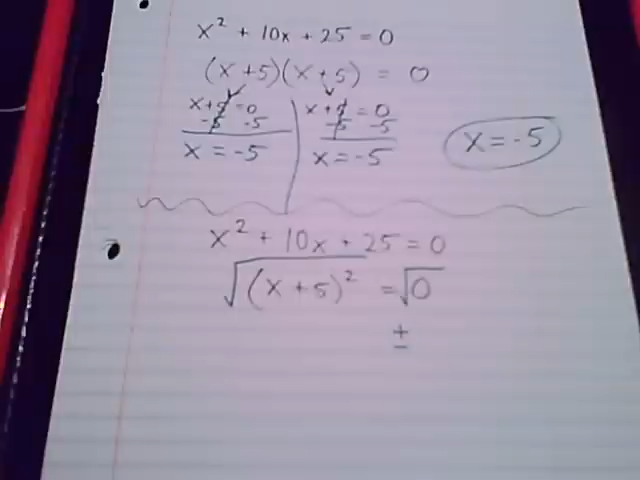 x² + 10x + 25 = 0
(x + 5)(x + 5) = 0
x + 5 = 0
-5 -5
x = -5
x + 5 = 0
-5 -5
x = -5
x = -5
x² + 10x + 25 = 0
√(x + 5)² = √0
±